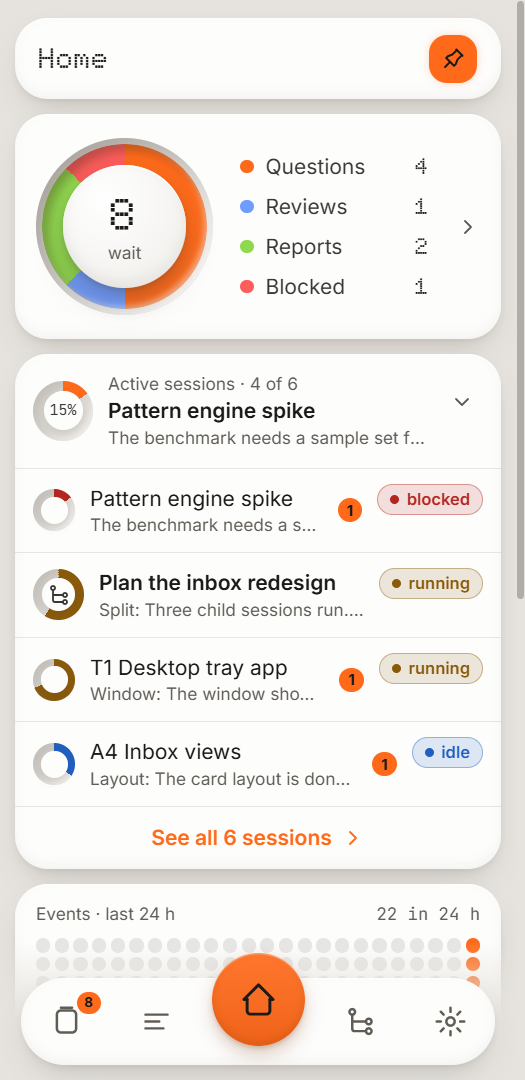 Home
8
wait
Questions 4
Reviews 1
Reports 2
Blocked 1
15%
Active sessions · 4 of 6
Pattern engine spike
The benchmark needs a sample set f...
Pattern engine spike
The benchmark needs a s...
1
blocked
Plan the inbox redesign
Split: Three child sessions run....
running
T1 Desktop tray app
Window: The window sho...
1
running
A4 Inbox views
Layout: The card layout is don...
1
idle
See all 6 sessions
Events · last 24 h
22 in 24 h
8